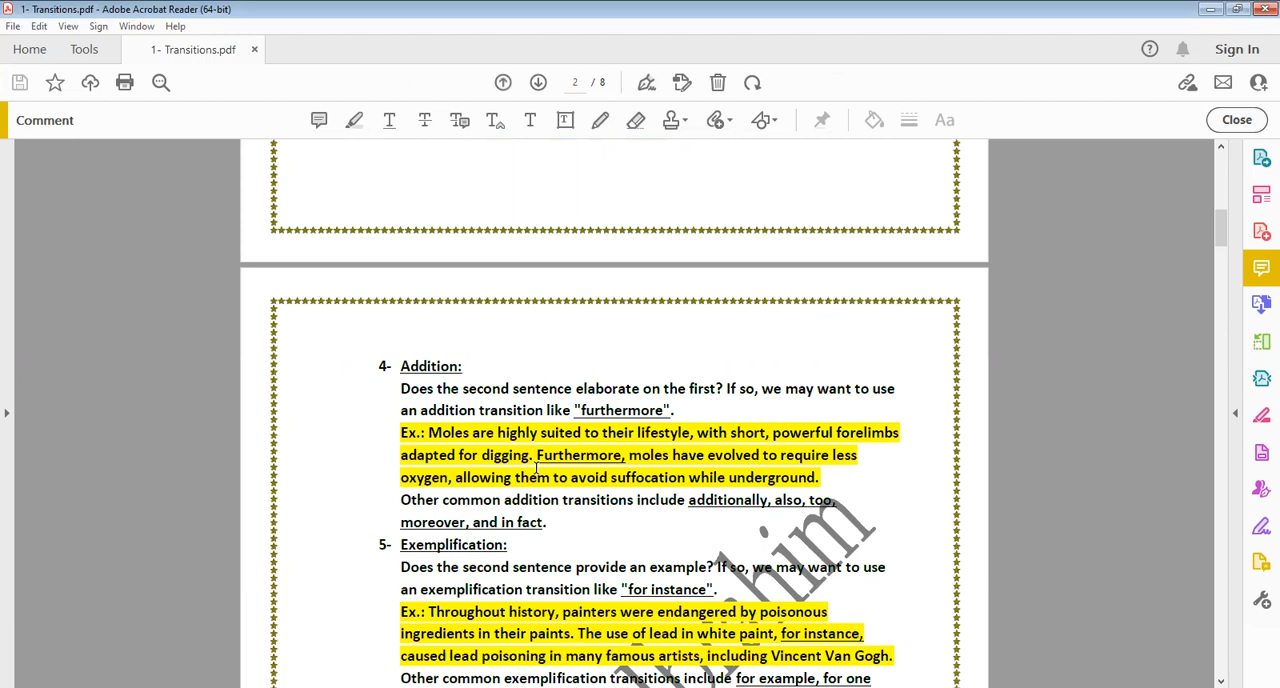 1- Transitions.pdf - Adobe Acrobat Reader (64-bit)
File Edit View Sign Window Help
Home Tools 1- Transitions.pdf × Sign In
2 / 8
Comment Close
4- Addition:
Does the second sentence elaborate on the first? If so, we may want to use
an addition transition like "furthermore".
Ex.: Moles are highly suited to their lifestyle, with short, powerful forelimbs
adapted for digging. Furthermore, moles have evolved to require less
oxygen, allowing them to avoid suffocation while underground.
Other common addition transitions include additionally, also, too,
moreover, and in fact.
5- Exemplification:
Does the second sentence provide an example? If so, we may want to use
an exemplification transition like "for instance".
Ex.: Throughout history, painters were endangered by poisonous
ingredients in their paints. The use of lead in white paint, for instance,
caused lead poisoning in many famous artists, including Vincent Van Gogh.
Other common exemplification transitions include for example, for one